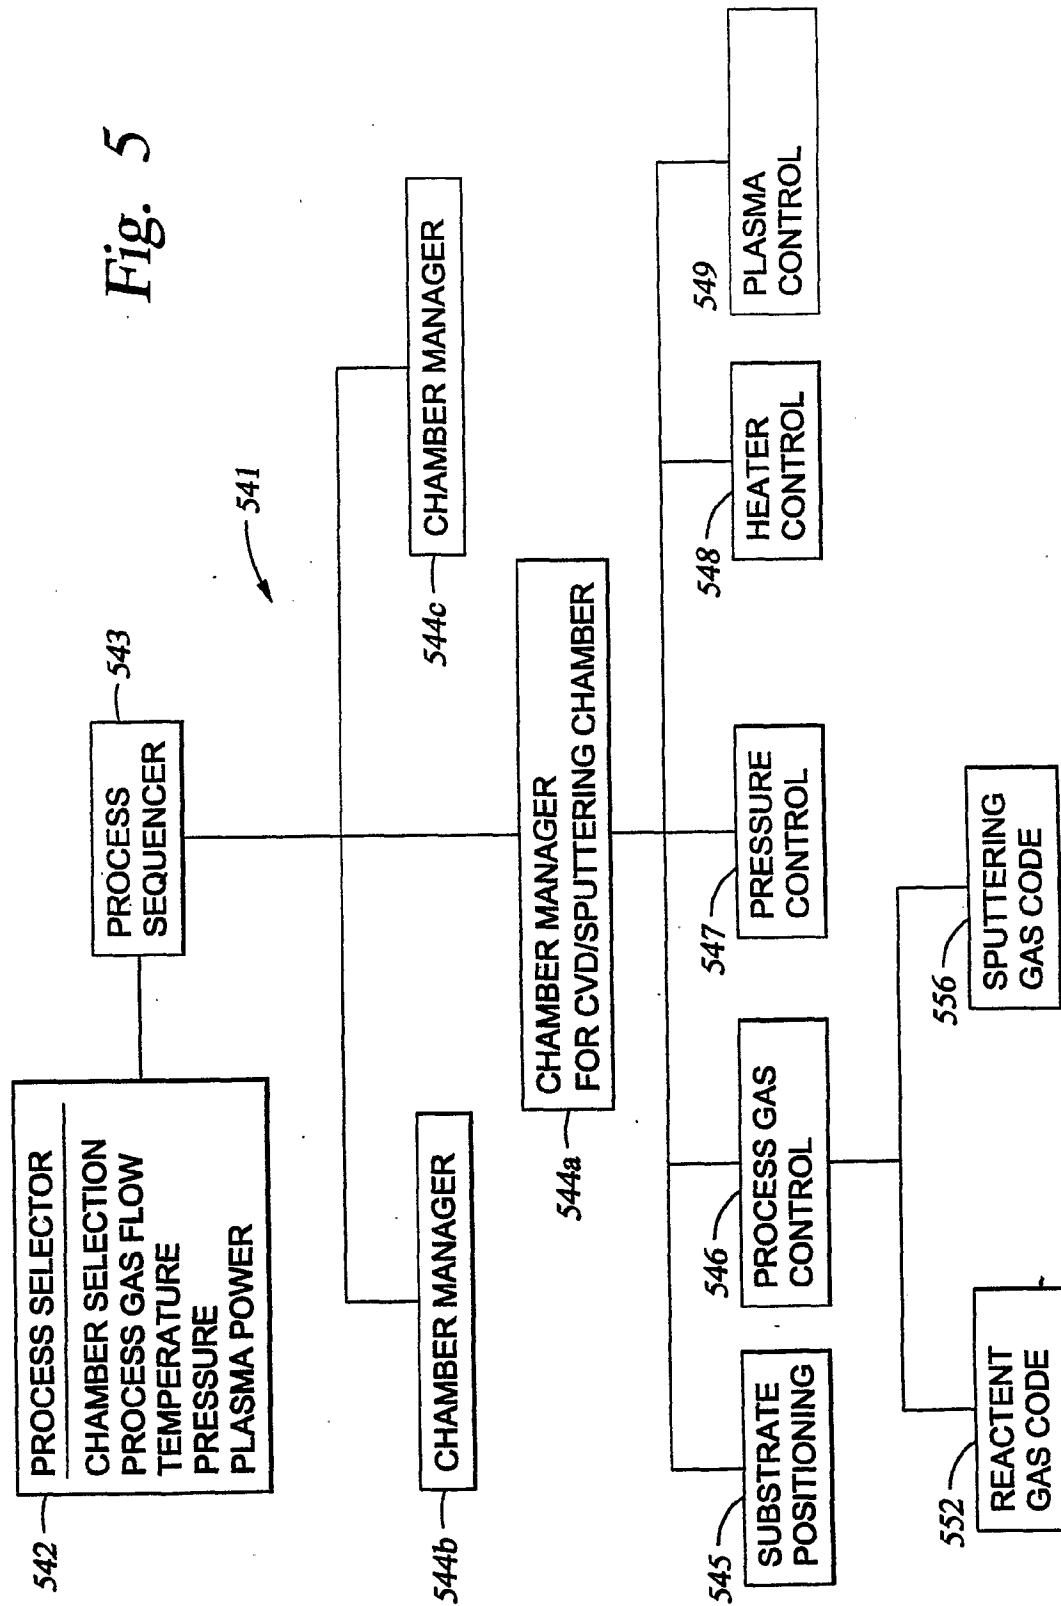 Fig. 5
542
PROCESS SELECTOR
CHAMBER SELECTION
PROCESS GAS FLOW
TEMPERATURE
PRESSURE
PLASMA POWER
543
PROCESS
SEQUENCER
541
544b
CHAMBER MANAGER
544c
CHAMBER MANAGER
544a
CHAMBER MANAGER
FOR CVD/SPUTTERING CHAMBER
545
SUBSTRATE
POSITIONING
546
PROCESS GAS
CONTROL
547
PRESSURE
CONTROL
548
HEATER
CONTROL
549
PLASMA
CONTROL
552
REACTENT
GAS CODE
556
SPUTTERING
GAS CODE